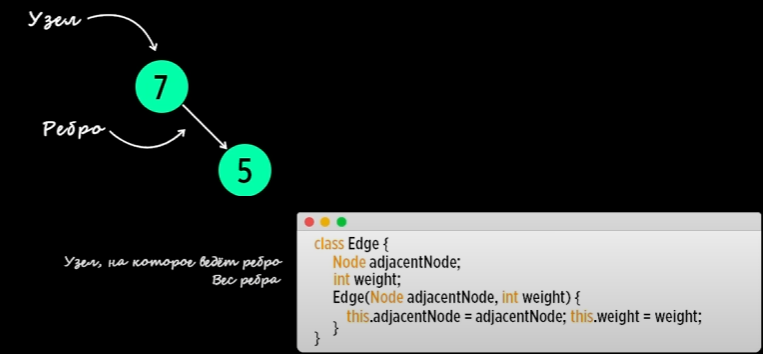 Узел
7
Ребро
5
Узел, на которое ведёт ребро
Вес ребра
class Edge {
Node adjacentNode;
int weight;
Edge(Node adjacentNode, int weight) {
this.adjacentNode = adjacentNode; this.weight = weight;
}
}